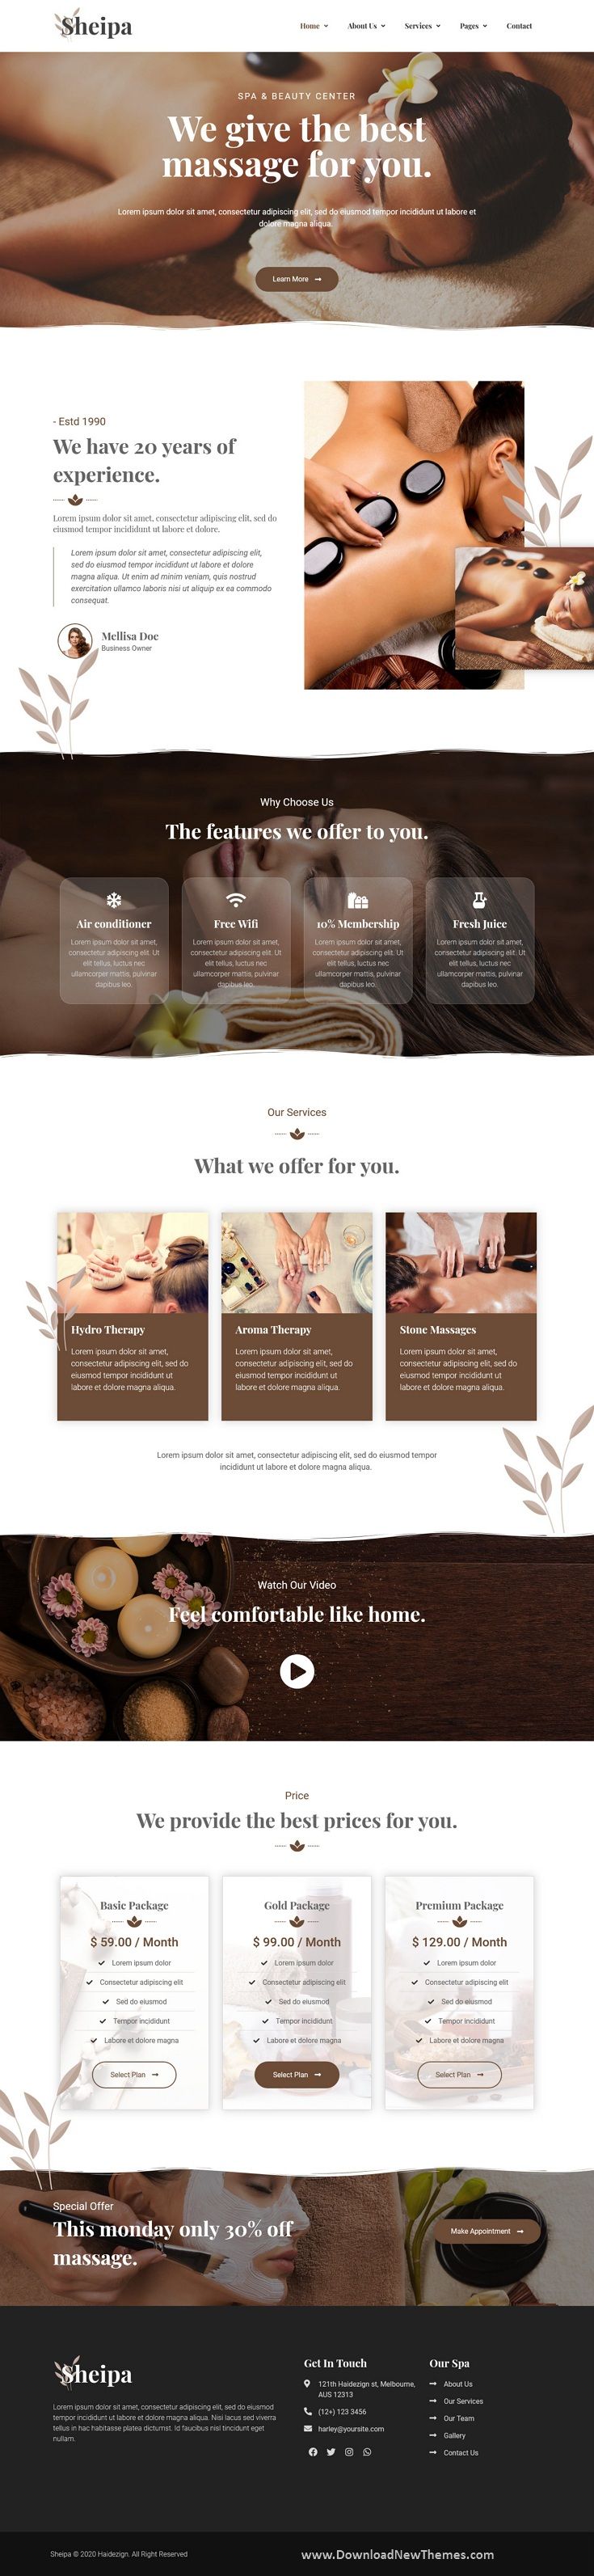 Sheipa
Home
About Us
Services
Pages
Contact
SPA & BEAUTY CENTER
We give the best
massage for you.
Lorem ipsum dolor sit amet, consectetur adipiscing elit, sed do eiusmod tempor incididunt ut labore et
dolore magna aliqua.
Learn More
- Estd 1990
We have 20 years of
experience.
Lorem ipsum dolor sit amet, consectetur adipiscing elit, sed do
eiusmod tempor incididunt ut labore et dolore.
Lorem ipsum dolor sit amet, consectetur adipiscing elit,
sed do eiusmod tempor incididunt ut labore et dolore
magna aliqua. Ut enim ad minim veniam, quis nostrud
exercitation ullamco laboris nisi ut aliquip ex ea commodo
consequat.
Mellisa Doe
Business Owner
Why Choose Us
The features we offer to you.
Air conditioner
Lorem ipsum dolor sit amet,
consectetur adipiscing elit. Ut
elit tellus, luctus nec
ullamcorper mattis, pulvinar
dapibus leo.
Free Wifi
Lorem ipsum dolor sit amet,
consectetur adipiscing elit. Ut
elit tellus, luctus nec
ullamcorper mattis, pulvinar
dapibus leo.
10% Membership
Lorem ipsum dolor sit amet,
consectetur adipiscing elit. Ut
elit tellus, luctus nec
ullamcorper mattis, pulvinar
dapibus leo.
Fresh Juice
Lorem ipsum dolor sit amet,
consectetur adipiscing elit. Ut
elit tellus, luctus nec
ullamcorper mattis, pulvinar
dapibus leo.
Our Services
What we offer for you.
Hydro Therapy
Lorem ipsum dolor sit amet,
consectetur adipiscing elit, sed do
eiusmod tempor incididunt ut
labore et dolore magna aliqua.
Aroma Therapy
Lorem ipsum dolor sit amet,
consectetur adipiscing elit, sed do
eiusmod tempor incididunt ut
labore et dolore magna aliqua.
Stone Massages
Lorem ipsum dolor sit amet,
consectetur adipiscing elit, sed do
eiusmod tempor incididunt ut
labore et dolore magna aliqua.
Lorem ipsum dolor sit amet, consectetur adipiscing elit, sed do eiusmod tempor
incididunt ut labore et dolore magna aliqua.
Watch Our Video
Feel comfortable like home.
Price
We provide the best prices for you.
Basic Package
$ 59.00 / Month
Lorem ipsum dolor
Consectetur adipiscing elit
Sed do eiusmod
Tempor incididunt
Labore et dolore magna
Select Plan
Gold Package
$ 99.00 / Month
Lorem ipsum dolor
Consectetur adipiscing elit
Sed do eiusmod
Tempor incididunt
Labore et dolore magna
Select Plan
Premium Package
$ 129.00 / Month
Lorem ipsum dolor
Consectetur adipiscing elit
Sed do eiusmod
Tempor incididunt
Labore et dolore magna
Select Plan
Special Offer
This monday only 30% off
massage.
Make Appointment
Sheipa
Lorem ipsum dolor sit amet, consectetur adipiscing elit, sed do eiusmod
tempor incididunt ut labore et dolore magna aliqua. Nisi lacus sed viverra
tellus in hac habitasse platea dictumst. Id faucibus nisl tincidunt eget
nullam.
Get In Touch
121th Haidezign st, Melbourne,
AUS 12313
(12+) 123 3456
harley@yoursite.com
Our Spa
About Us
Our Services
Our Team
Gallery
Contact Us
Sheipa © 2020 Haidezign. All Right Reserved
www.DownloadNewThemes.com